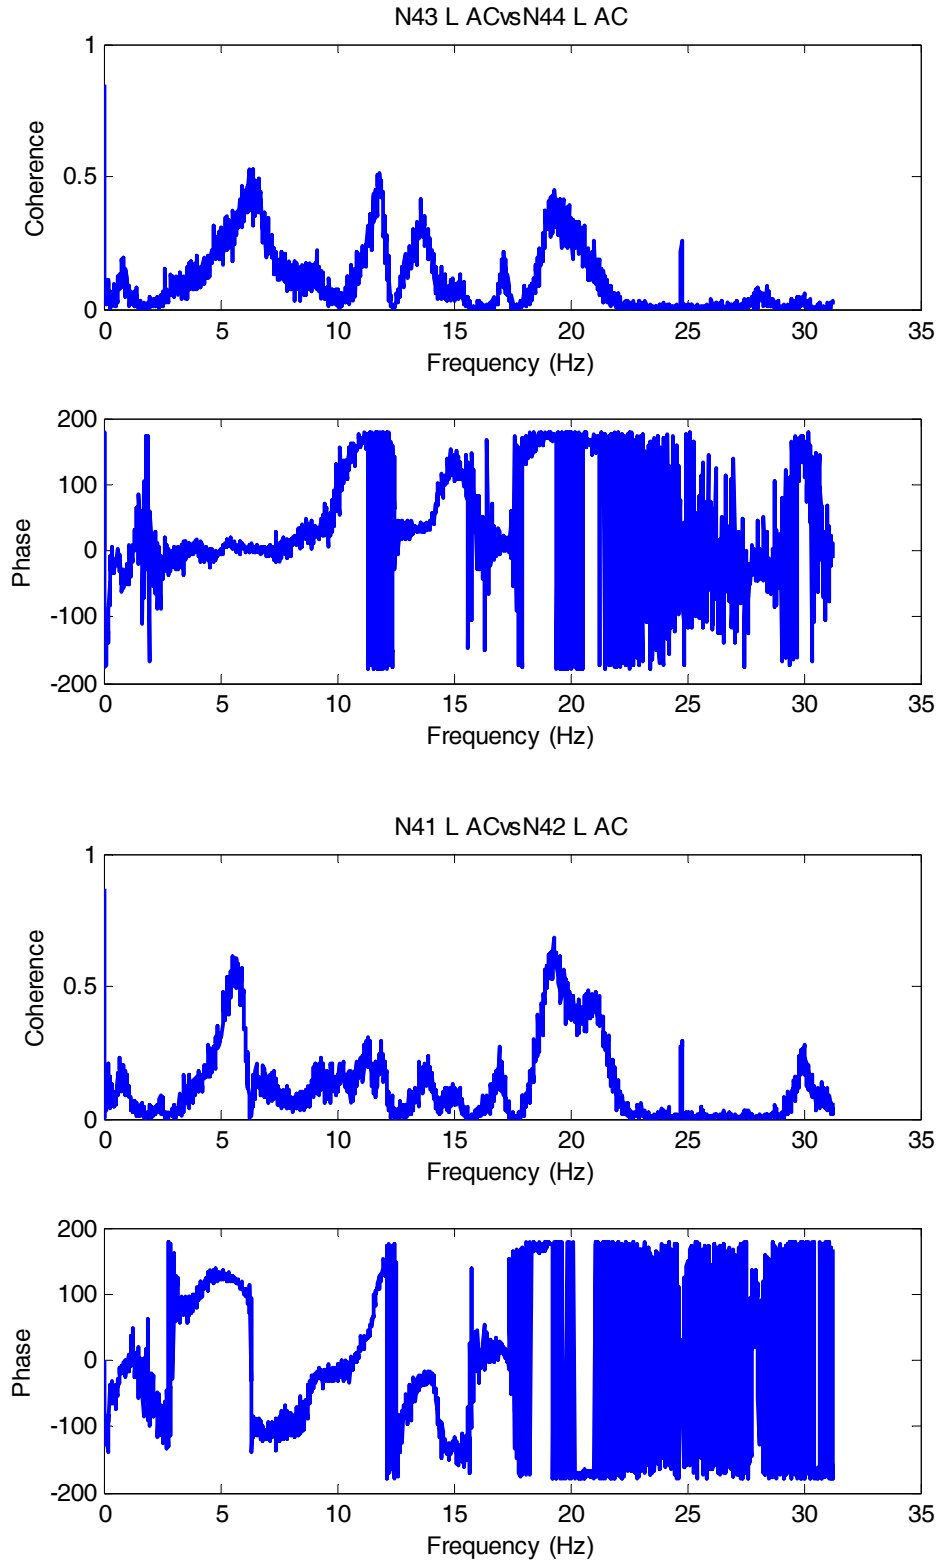 N43 L ACvsN44 L AC
1
0.5
0
Coherence
0 5 10 15 20 25 30 35
Frequency (Hz)
200
100
0
-100
-200
Phase
0 5 10 15 20 25 30 35
Frequency (Hz)
N41 L ACvsN42 L AC
1
0.5
0
Coherence
0 5 10 15 20 25 30 35
Frequency (Hz)
200
100
0
-100
-200
Phase
0 5 10 15 20 25 30 35
Frequency (Hz)